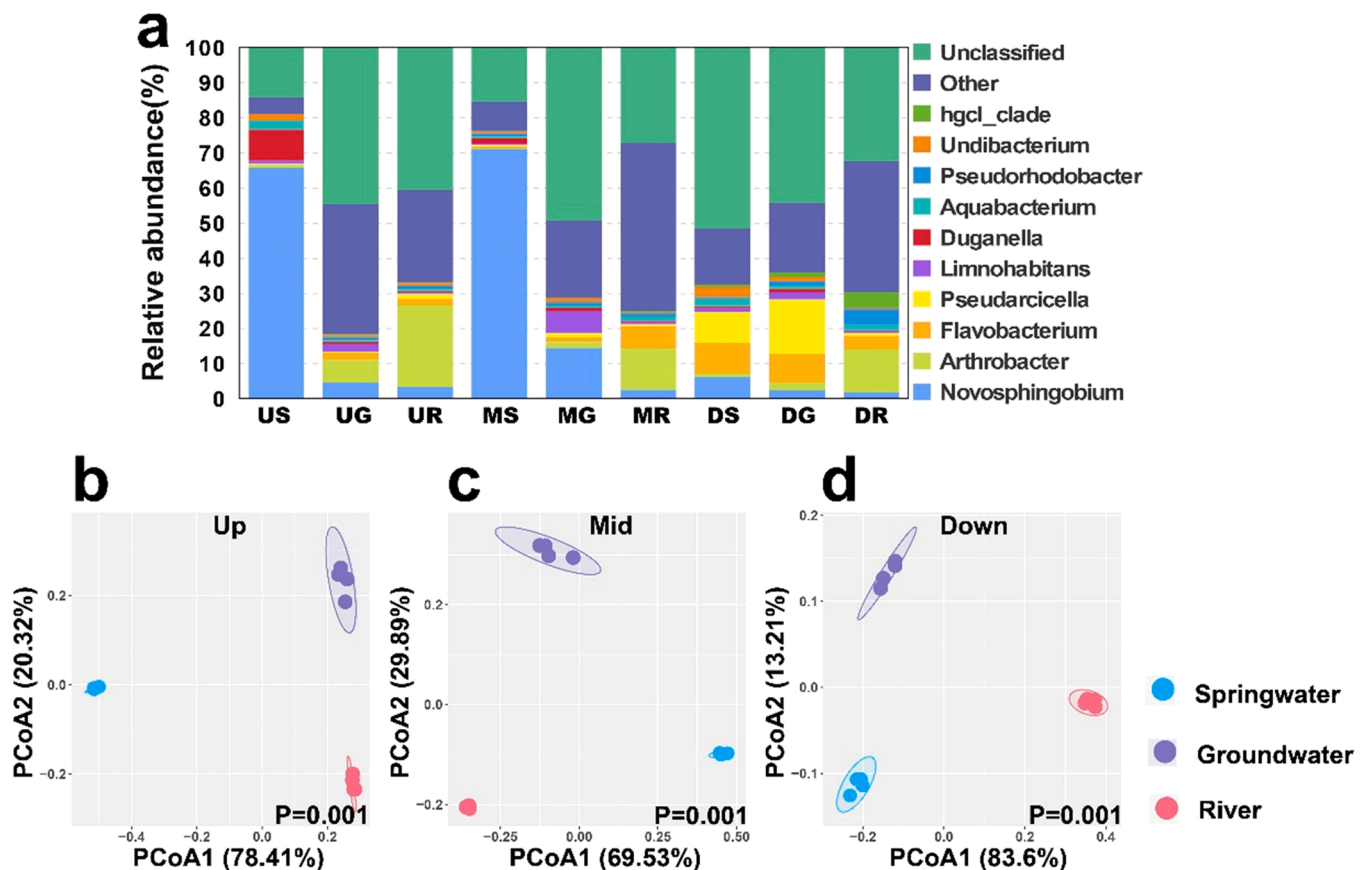 a
Relative abundance(%)
100
90
80
70
60
50
40
30
20
10
0
US UG UR MS MG MR DS DG DR
Unclassified
Other
hgcl_clade
Undibacterium
Pseudorhodobacter
Aquabacterium
Duganella
Limnohabitans
Pseudarcicella
Flavobacterium
Arthrobacter
Novosphingobium
b
Up
PCoA2 (20.32%)
0.2
0.0
−0.2
P=0.001
−0.4 −0.2 0.0 0.2
PCoA1 (78.41%)
c
Mid
PCoA2 (29.89%)
0.2
0.0
−0.2
P=0.001
−0.25 0.00 0.25 0.50
PCoA1 (69.53%)
d
Down
PCoA2 (13.21%)
0.2
0.1
0.0
−0.1
P=0.001
−0.2 0.0 0.2 0.4
PCoA1 (83.6%)
Springwater
Groundwater
River